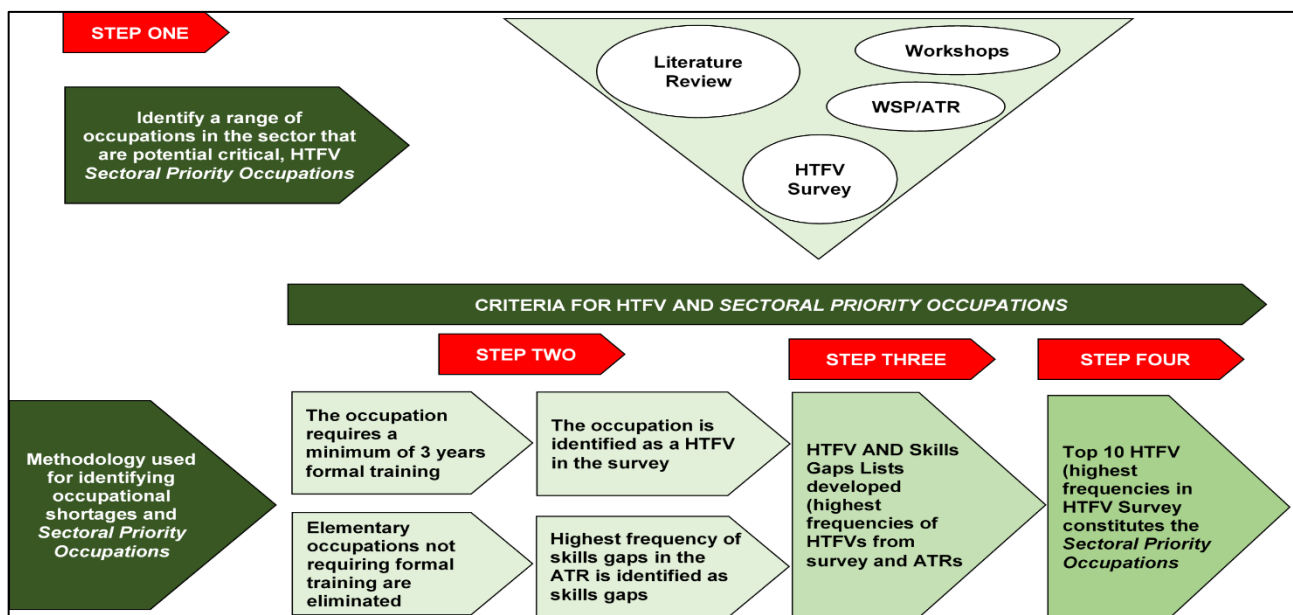 STEP ONE
Identify a range of
occupations in the sector that
are potential critical, HTFV
Sectoral Priority Occupations
Literature
Review
Workshops
WSP/ATR
HTFV
Survey
CRITERIA FOR HTFV AND SECTORAL PRIORITY OCCUPATIONS
STEP TWO
STEP THREE
STEP FOUR
Methodology used
for identifying
occupational
shortages and
Sectoral Priority
Occupations
The occupation
requires a
minimum of 3 years
formal training
The occupation is
identified as a HTFV
in the survey
Elementary
occupations not
requiring formal
training are
eliminated
Highest frequency of
skills gaps in the
ATR is identified as
skills gaps
HTFV AND Skills
Gaps Lists
developed
(highest
frequencies of
HTFVs from
survey and ATRs
Top 10 HTFV
(highest
frequencies in
HTFV Survey
constitutes the
Sectoral Priority
Occupations